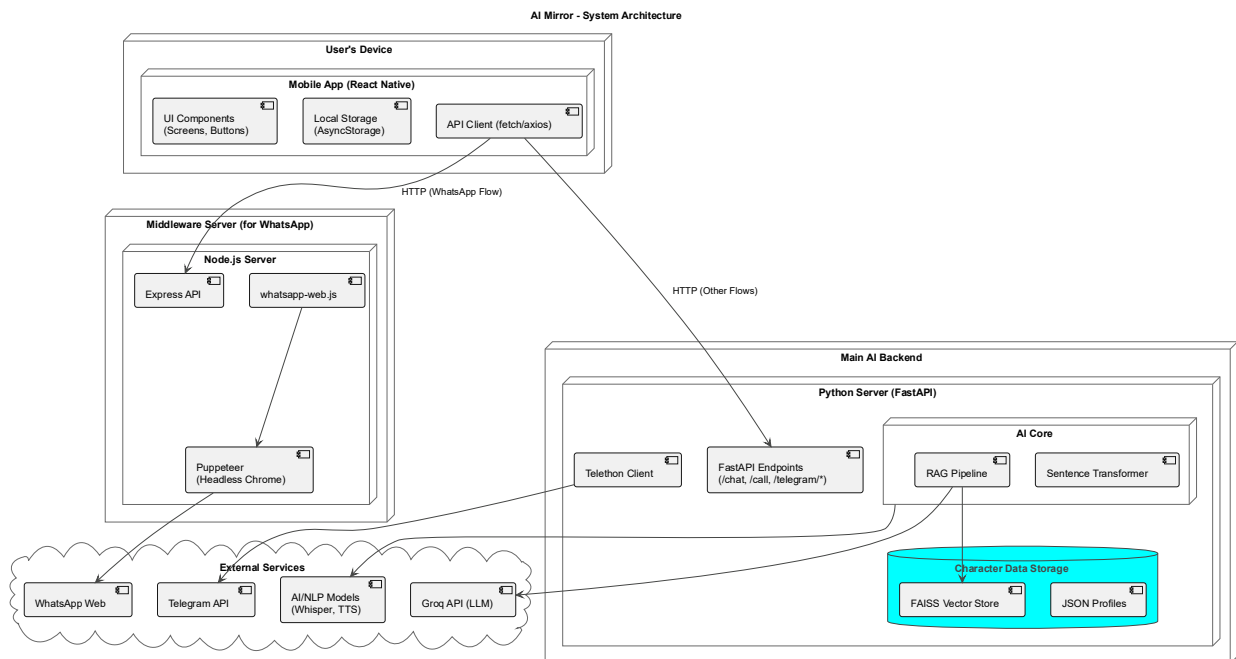 AI Mirror - System Architecture
User's Device
Mobile App (React Native)
UI Components
(Screens, Buttons)
Local Storage
(AsyncStorage)
API Client (fetch/axios)
HTTP (WhatsApp Flow)
Middleware Server (for WhatsApp)
Node.js Server
Express API
whatsapp-web.js
Puppeteer
(Headless Chrome)
HTTP (Other Flows)
Main AI Backend
Python Server (FastAPI)
Telethon Client
FastAPI Endpoints
(/chat, /call, /telegram/*)
AI Core
RAG Pipeline
Sentence Transformer
Character Data Storage
FAISS Vector Store
JSON Profiles
External Services
WhatsApp Web
Telegram API
AI/NLP Models
(Whisper, TTS)
Groq API (LLM)